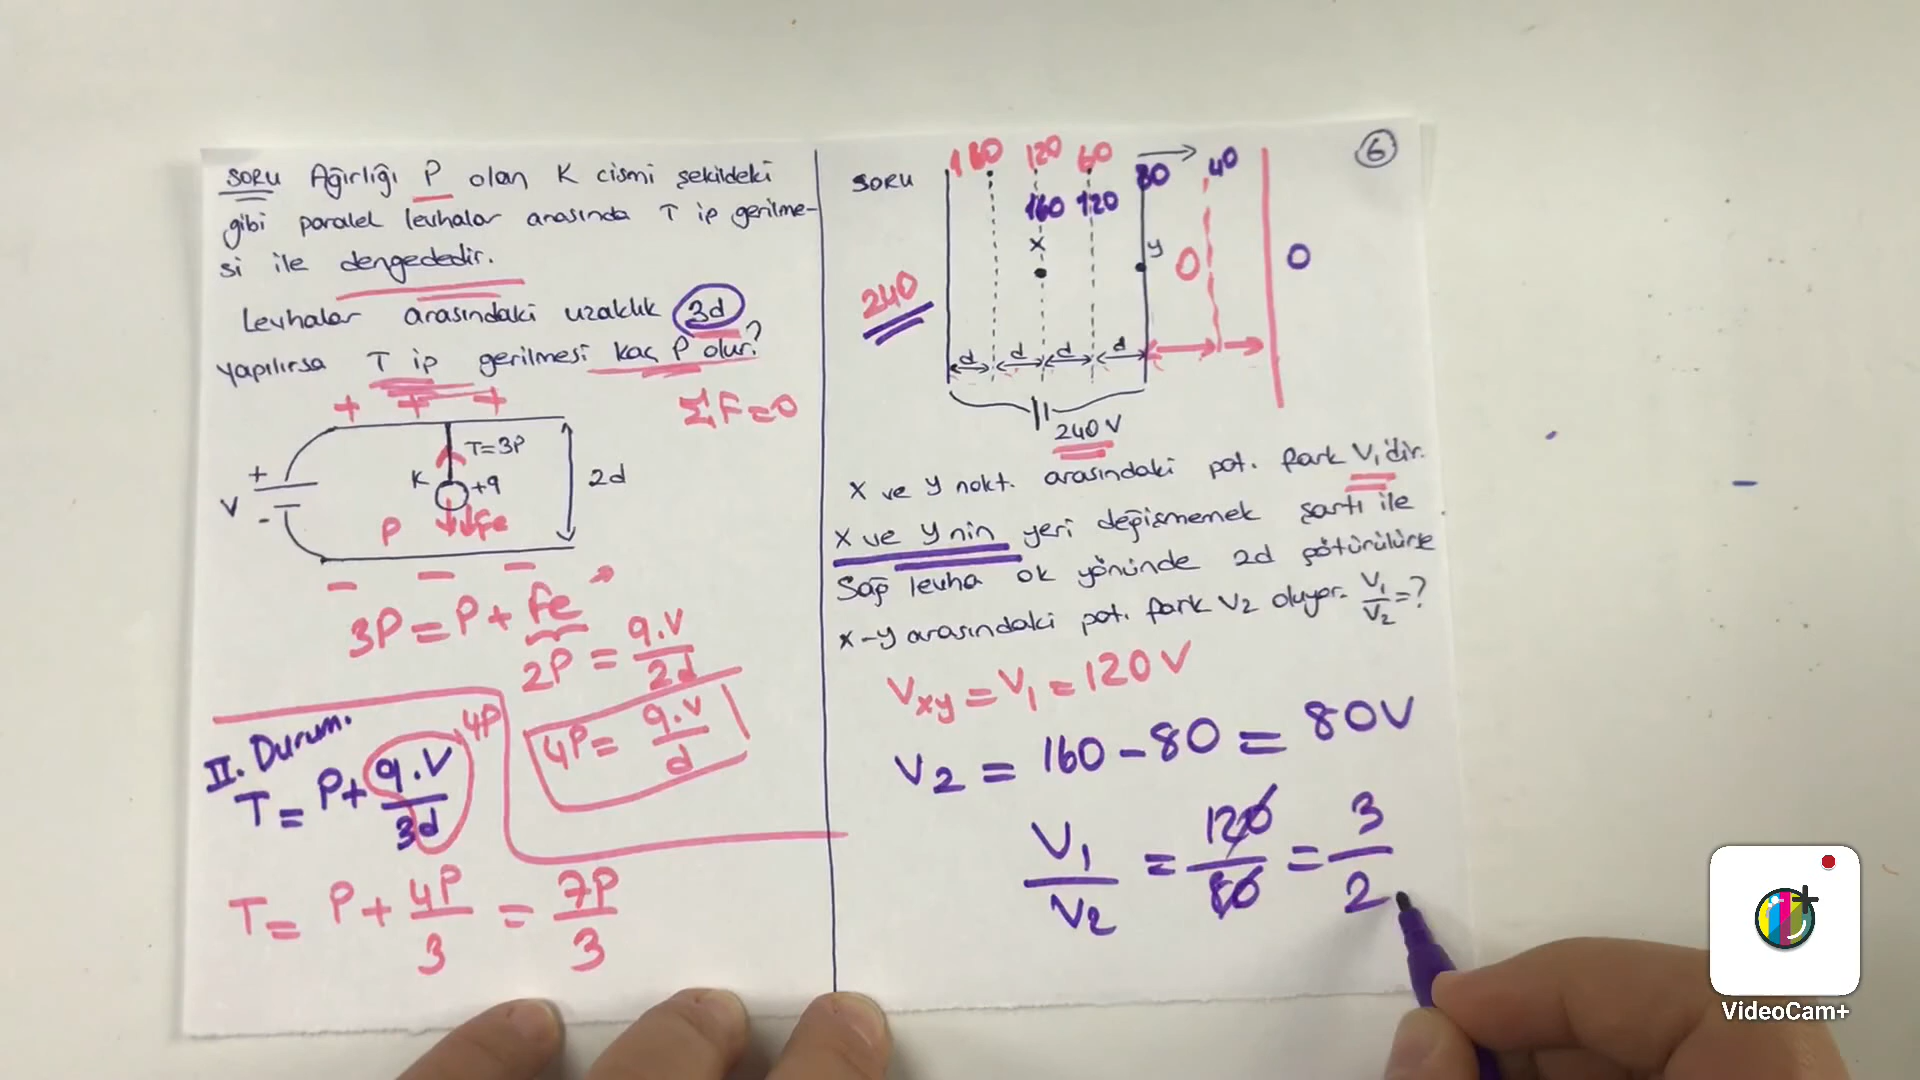 SORU Ağırlığı P olan K cismi şekildeki
gibi paralel levhalar arasında T ip gerilme-
si ile dengededir.
Levhalar arasındaki uzaklık 3d
yapılırsa T ip gerilmesi kaç P olur?
+ + +
ΣF=0
T=3P
K +q
2d
+
V
-
P Fe
- - -
3P = P + Fe
2P = q.V/2d
4P = q.V/d
II. Durum.
T = P + q.V/3d 4P
T = P + 4P/3 = 7P/3
6
SORU
180 120 60
160 120 80 40
x
y
240
0 0
d d d d
240 V
X ve Y nokt. arasındaki pot. fark V₁ dir.
X ve Y nin yeri değişmemek şartı ile
Sağ levha ok yönünde 2d götürülürse
X-Y arasındaki pot. fark V2 oluyor. V₁/V₂=?
Vxy = V₁ = 120V
V2 = 160 - 80 = 80V
V₁/V₂ = 120/80 = 3/2
VideoCam+